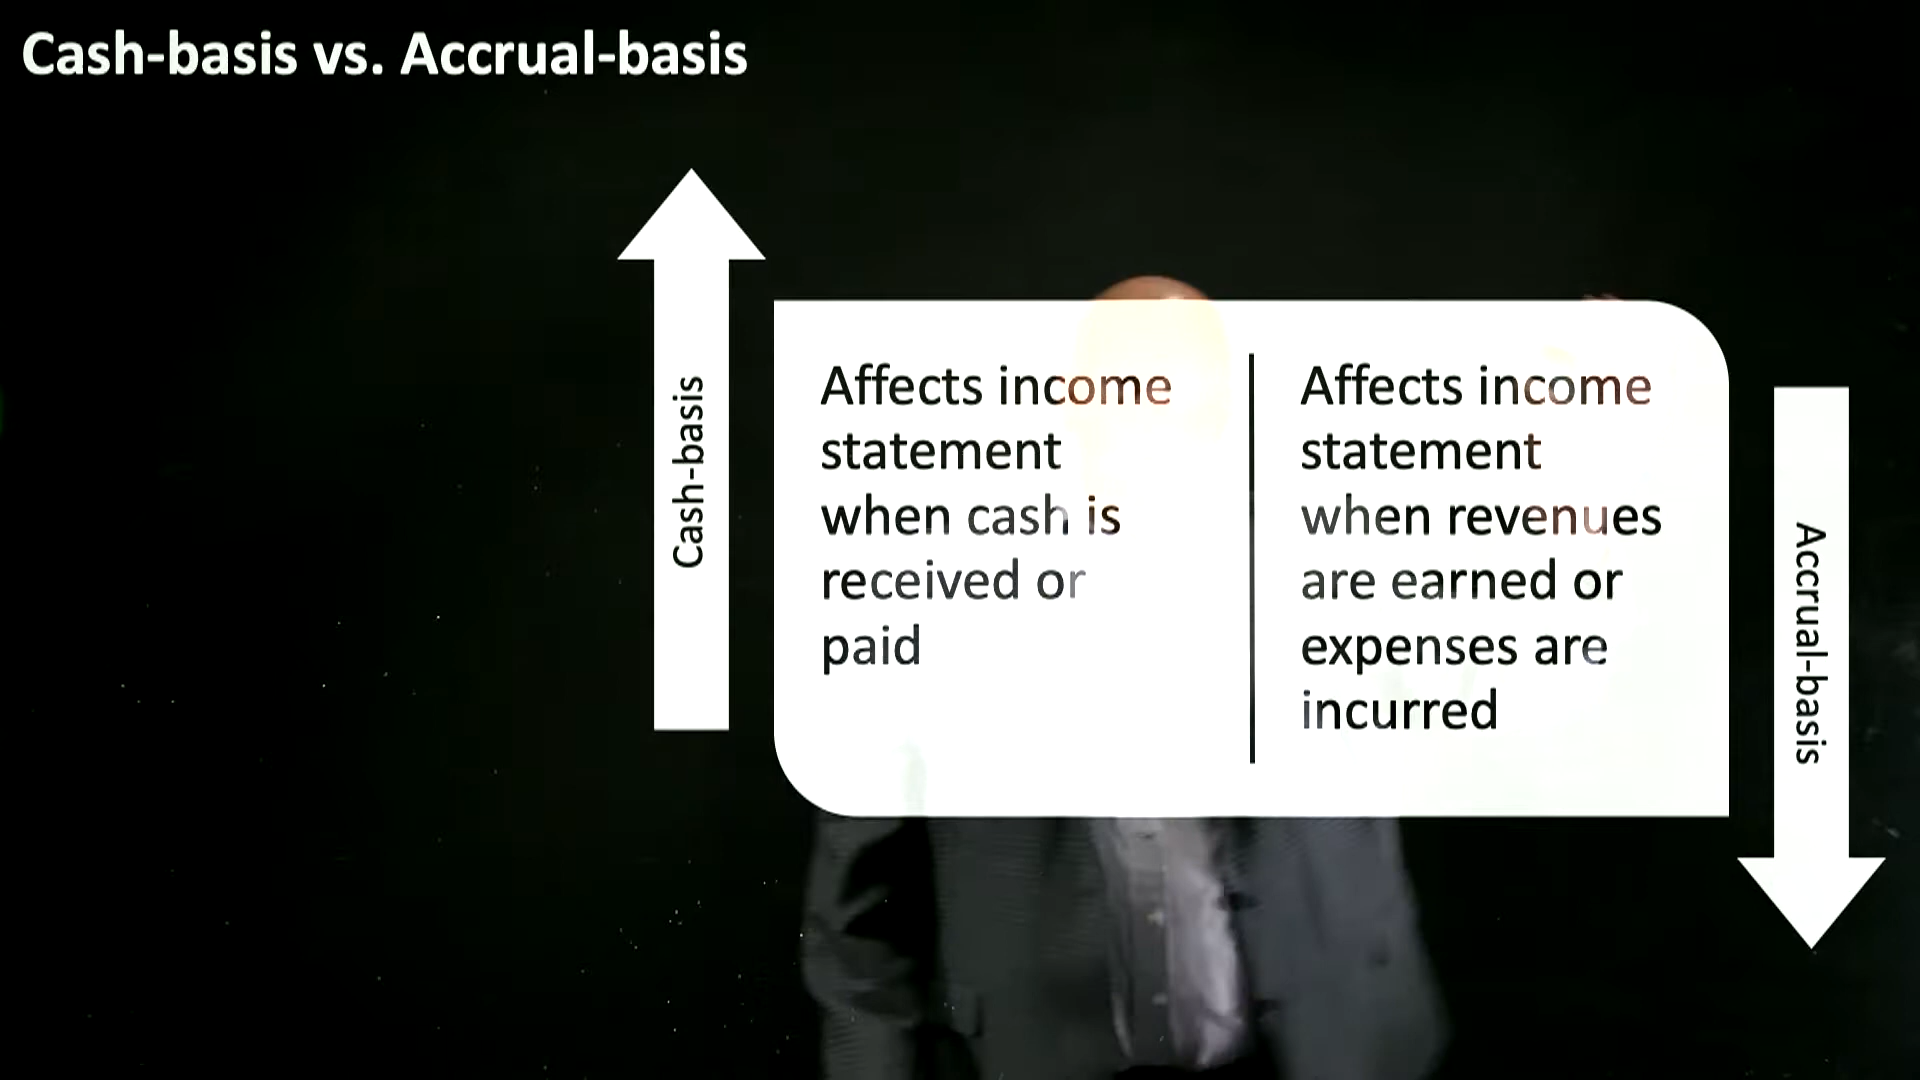 Cash-basis vs. Accrual-basis
Cash-basis
Affects income
statement
when cash is
received or
paid
Affects income
statement
when revenues
are earned or
expenses are
incurred
Accrual-basis